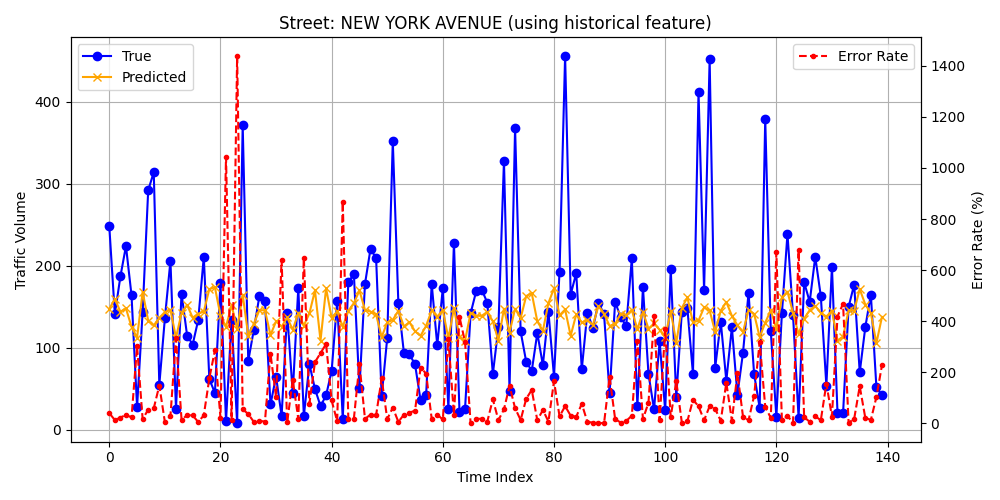 Street: NEW YORK AVENUE (using historical feature)
True
Predicted
Error Rate
Traffic Volume
400
300
200
100
0
1400
1200
1000
800
600
400
200
0
Error Rate (%)
0 20 40 60 80 100 120 140
Time Index